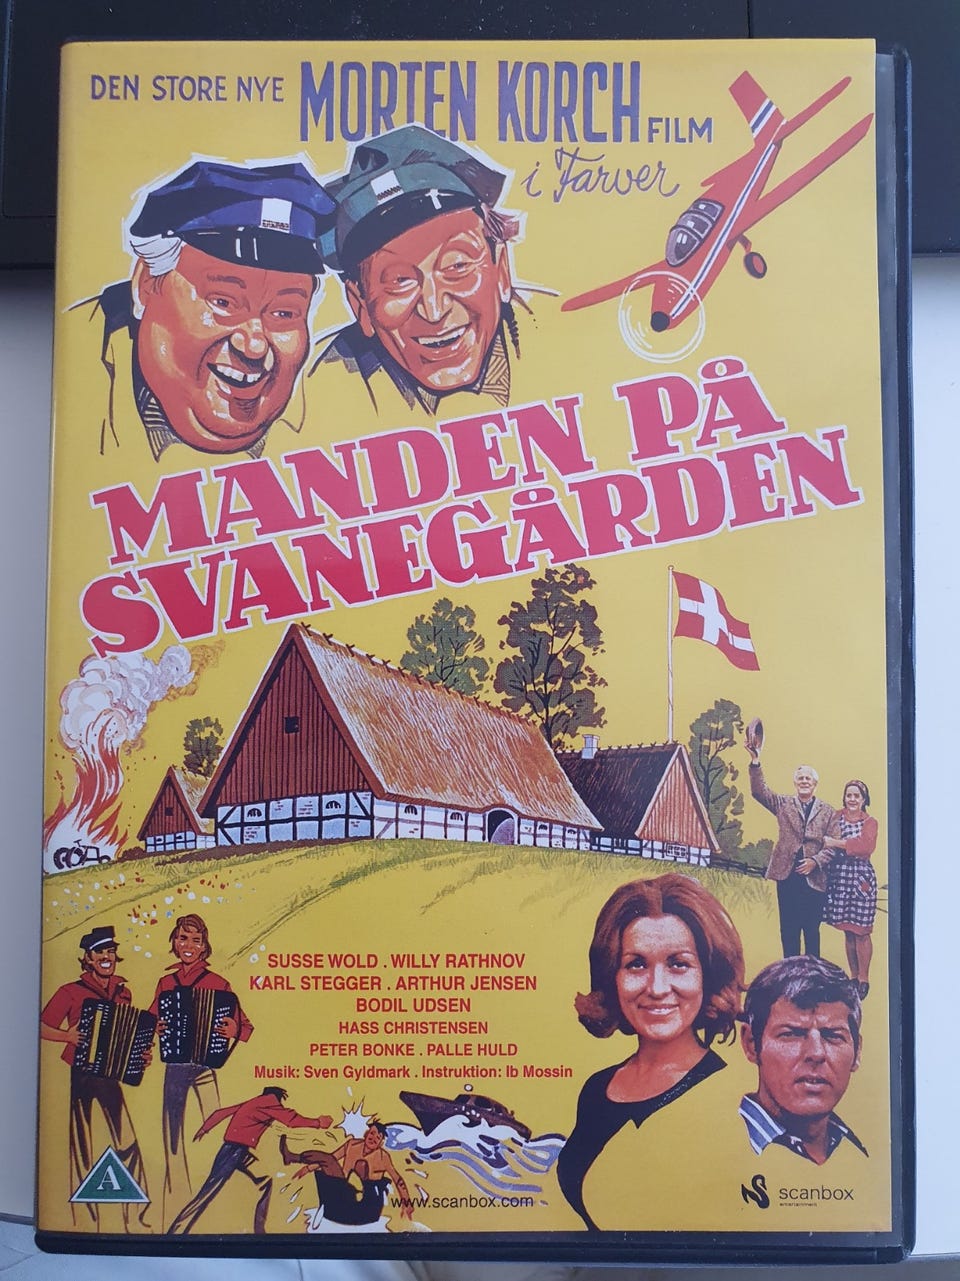 DEN STORE NYE MORTEN KORCH FILM
i Farver
MANDEN PÅ
SVANEGÅRDEN
SUSSE WOLD . WILLY RATHNOV
KARL STEGGER . ARTHUR JENSEN
BODIL UDSEN
HASS CHRISTENSEN
PETER BONKE . PALLE HULD
Musik: Sven Gyldmark . Instruktion: Ib Mossin
A
www.scanbox.com
scanbox
entertainment